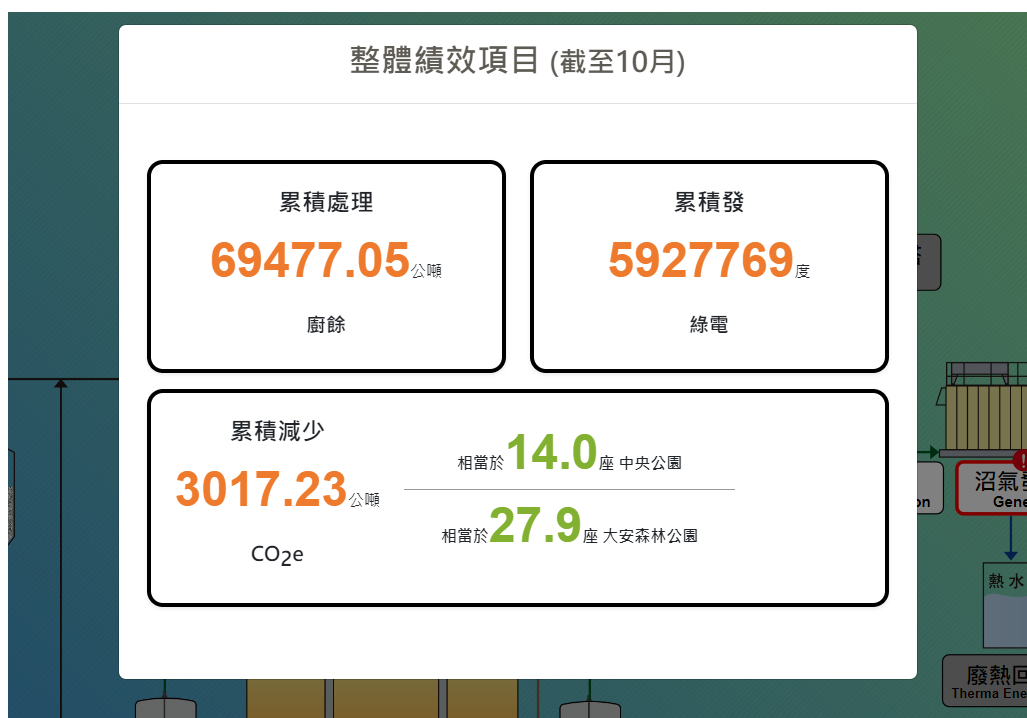 整體績效項目 (截至10月)
累積處理
69477.05公噸
廚餘
累積發
5927769度
綠電
累積減少
3017.23公噸
CO2e
相當於14.0座 中央公園
相當於27.9座 大安森林公園
on
沼氣
Gene
熱 水
廢熱回
Therma Ene